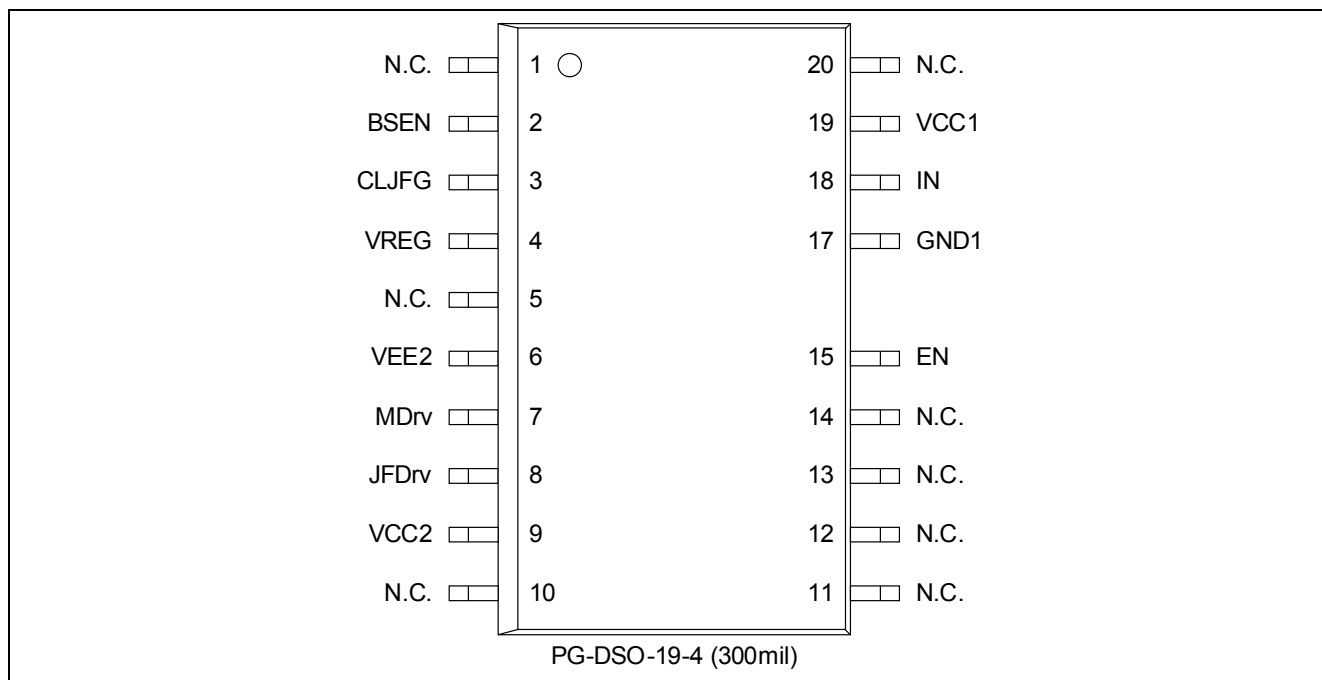 N.C. 1 20 N.C.
BSEN 2 19 VCC1
CLJFG 3 18 IN
VREG 4 17 GND1
N.C. 5
VEE2 6 15 EN
MDrv 7 14 N.C.
JFDrv 8 13 N.C.
VCC2 9 12 N.C.
N.C. 10 11 N.C.
PG-DSO-19-4 (300mil)